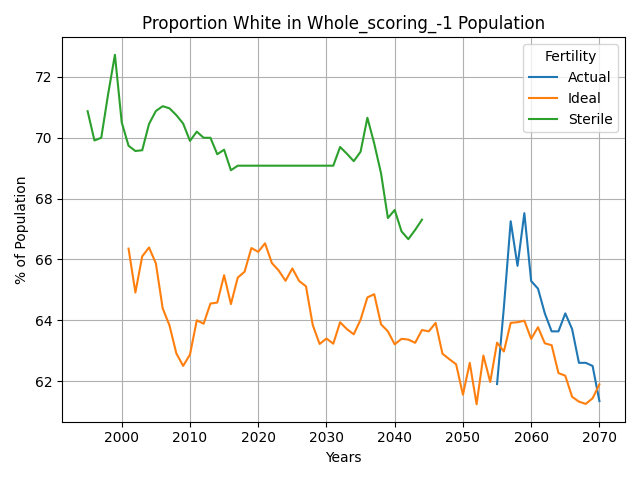 Proportion White in Whole_scoring_-1 Population
Fertility
Actual
Ideal
Sterile
% of Population
72
70
68
66
64
62
2000
2010
2020
2030
2040
2050
2060
2070
Years